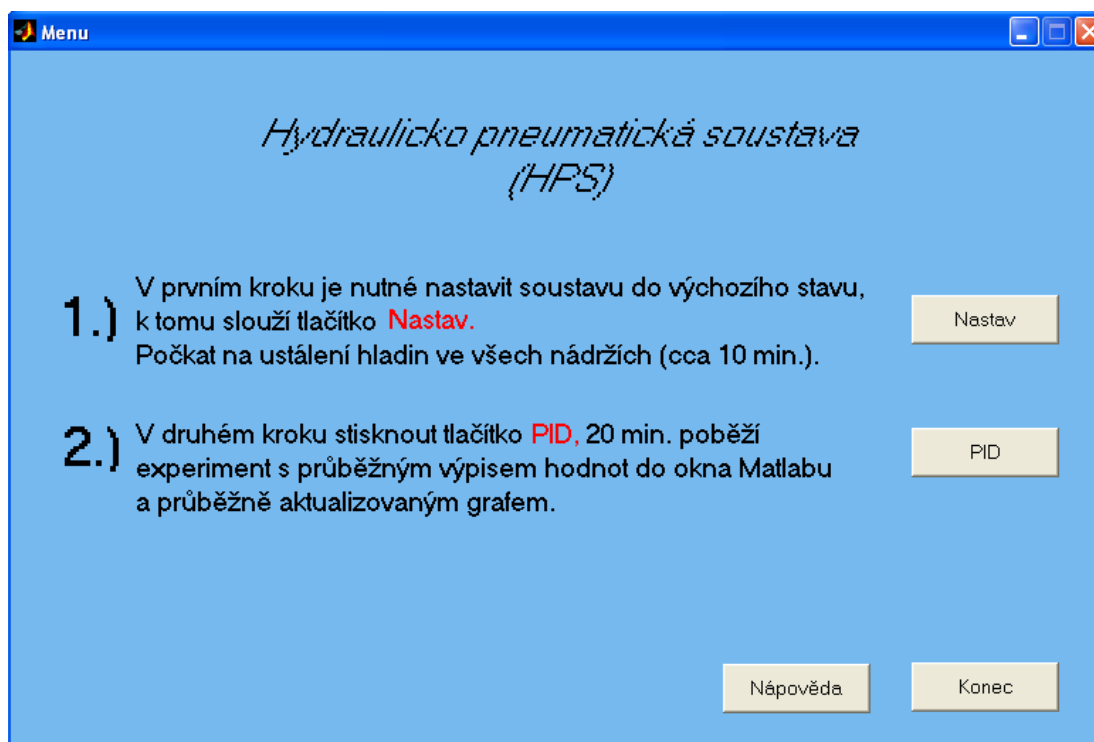 Menu
Hydraulicko pneumatická soustava
(HPS)
1.)
V prvním kroku je nutné nastavit soustavu do výchozího stavu,
k tomu slouží tlačítko Nastav.
Počkat na ustálení hladin ve všech nádržích (cca 10 min.).
Nastav
2.)
V druhém kroku stisknout tlačítko PID, 20 min. poběží
experiment s průběžným výpisem hodnot do okna Matlabu
a průběžně aktualizovaným grafem.
PID
Nápověda
Konec